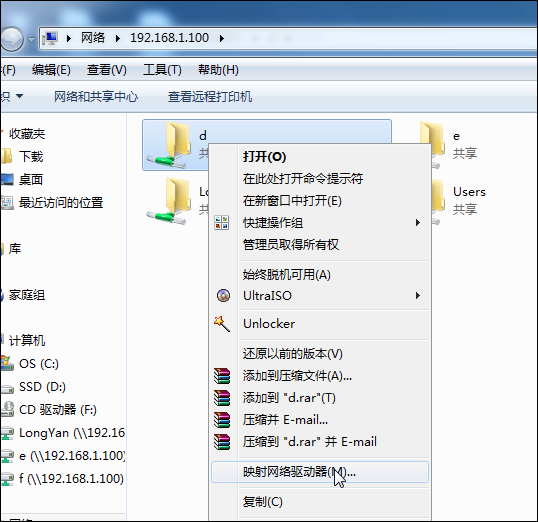 网络 192.168.1.100
(F) 编辑(E) 查看(V) 工具(T) 帮助(H)
织 网络和共享中心 查看远程打印机
收藏夹
下载
桌面
最近访问的位置
库
家庭组
计算机
OS (C:)
SSD (D:)
CD 驱动器 (F:)
LongYan (\\192.16
e (\\192.168.1.100)
f (\\192.168.1.100)
d
共
e
共享
Lo
共
Users
共享
打开(O)
在此处打开命令提示符
在新窗口中打开(E)
快捷操作组
管理员取得所有权
始终脱机可用(A)
UltraISO
Unlocker
还原以前的版本(V)
添加到压缩文件(A)...
添加到 "d.rar"(T)
压缩并 E-mail...
压缩到 "d.rar" 并 E-mail
映射网络驱动器(M)...
复制(C)